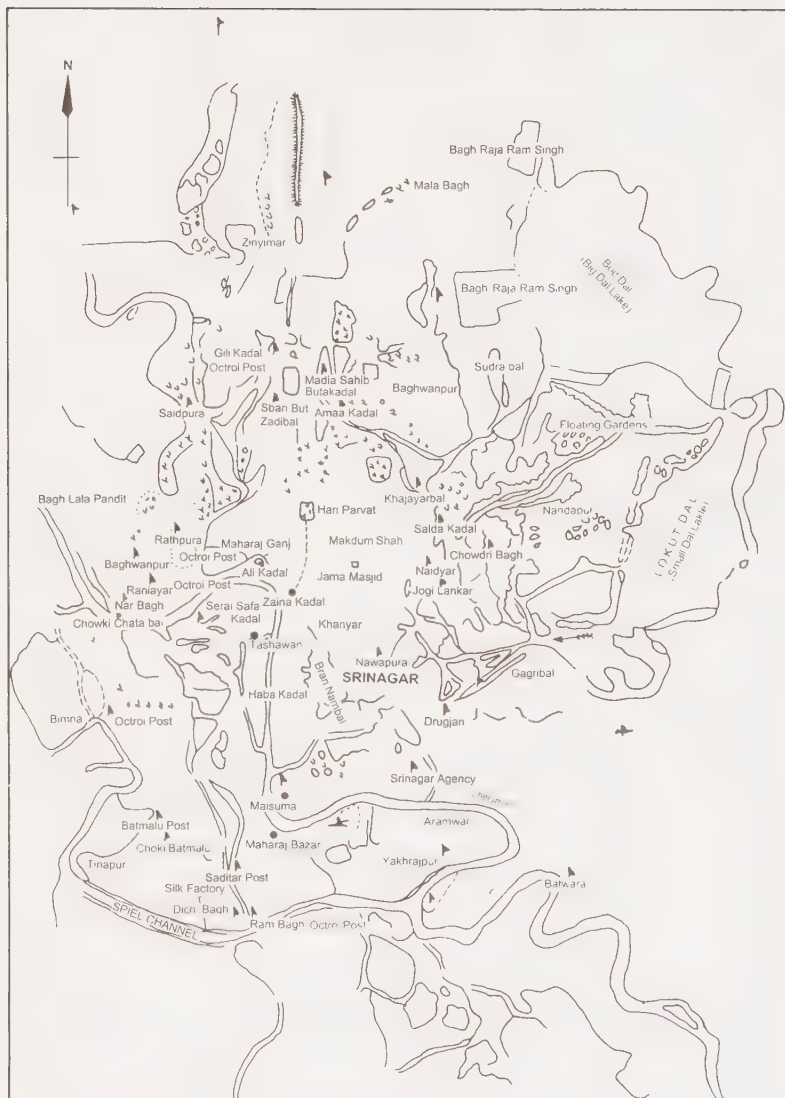 N
Bagh Raja Ram Singh
Mala Bagh
Zinyimar
Bod Dal
(Big Dal Lake)
Bagh Raja Ram Singh
Gili Kadal
Octroi Post
Madia Sahib
Butakadal
Baghwanpur
Sudra bal
Saidpura
Sbari But
Zadibal
Amaa Kadal
Floating Gardens
Bagh Lala Pandit
Khajayarbal
Hari Parvat
Salda Kadal
Nandapur
LOKUT DAL
(Small Dal Lake)
Rathpura
Maharaj Ganj
Makdum Shah
Chowdri Bagh
Octroi Post
Baghwanpur
Ali Kadal
Jama Masjid
Naidyar
Raniayar
Octroi Post
Jogi Lankar
Nar Bagh
Serai Safa
Kadal
Zaina Kadal
Chowki Chata bal
Khanyar
Tashawan
Nawapura
SRINAGAR
Gagribal
Haba Kadal
Bran Nambal
Bimna
Octroi Post
Drugjan
Srinagar Agency
Maisuma
Batmalu Post
Aramwar
Choki Batmalu
Maharaj Bazar
Tinapur
Saditar Post
Yakhrajpur
Silk Factory
Batwara
SPIEL CHANNEL
Dich Bagh
Ram Bagh Octroi Post